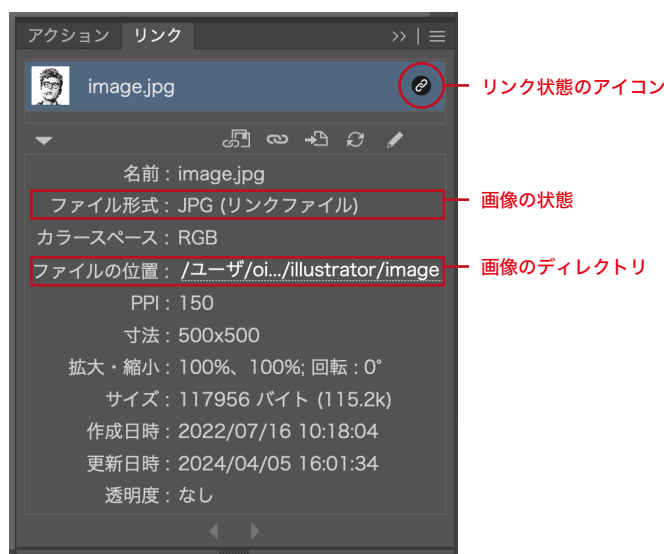 アクション リンク
image.jpg
リンク状態のアイコン
名前 : image.jpg
ファイル形式 : JPG (リンクファイル)
画像の状態
カラースペース : RGB
ファイルの位置 : /ユーザ/oi.../illustrator/image
画像のディレクトリ
PPI : 150
寸法 : 500x500
拡大・縮小 : 100%、100%; 回転 : 0°
サイズ : 117956 バイト (115.2k)
作成日時 : 2022/07/16 10:18:04
更新日時 : 2024/04/05 16:01:34
透明度 : なし